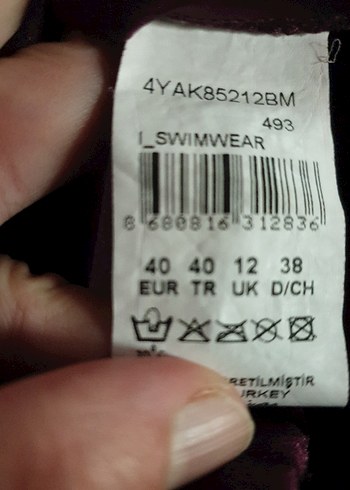 4YAK85212BM
493
I_SWIMWEAR
8 680816 312836
40 40 12 38
EUR TR UK D/CH